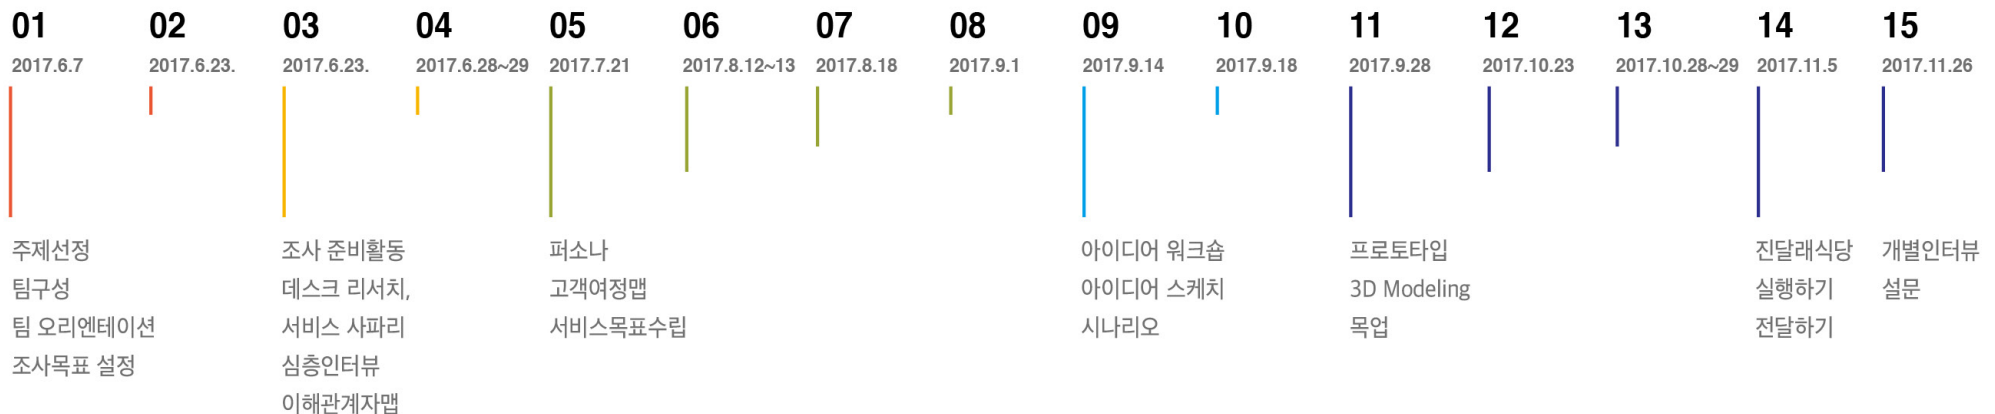 01 02 03 04 05 06 07 08 09 10 11 12 13 14 15
2017.6.7 2017.6.23. 2017.6.23. 2017.6.28~29 2017.7.21 2017.8.12~13 2017.8.18 2017.9.1 2017.9.14 2017.9.18 2017.9.28 2017.10.23 2017.10.28~29 2017.11.5 2017.11.26
주제선정
팀구성
팀 오리엔테이션
조사목표 설정
조사 준비활동
데스크 리서치,
서비스 사파리
심층인터뷰
이해관계자맵
퍼소나
고객여정맵
서비스목표수립
아이디어 워크숍
아이디어 스케치
시나리오
프로토타입
3D Modeling
목업
진달래식당
실행하기
전달하기
개별인터뷰
설문